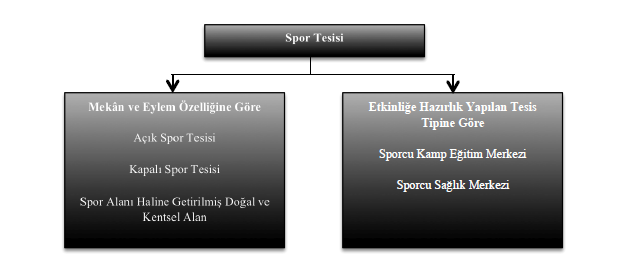 Spor Tesisi
Mekân ve Eylem Özelliğine Göre
Açık Spor Tesisi
Kapalı Spor Tesisi
Spor Alanı Haline Getirilmiş Doğal ve
Kentsel Alan
Etkinliğe Hazırlık Yapılan Tesis
Tipine Göre
Sporcu Kamp Eğitim Merkezi
Sporcu Sağlık Merkezi